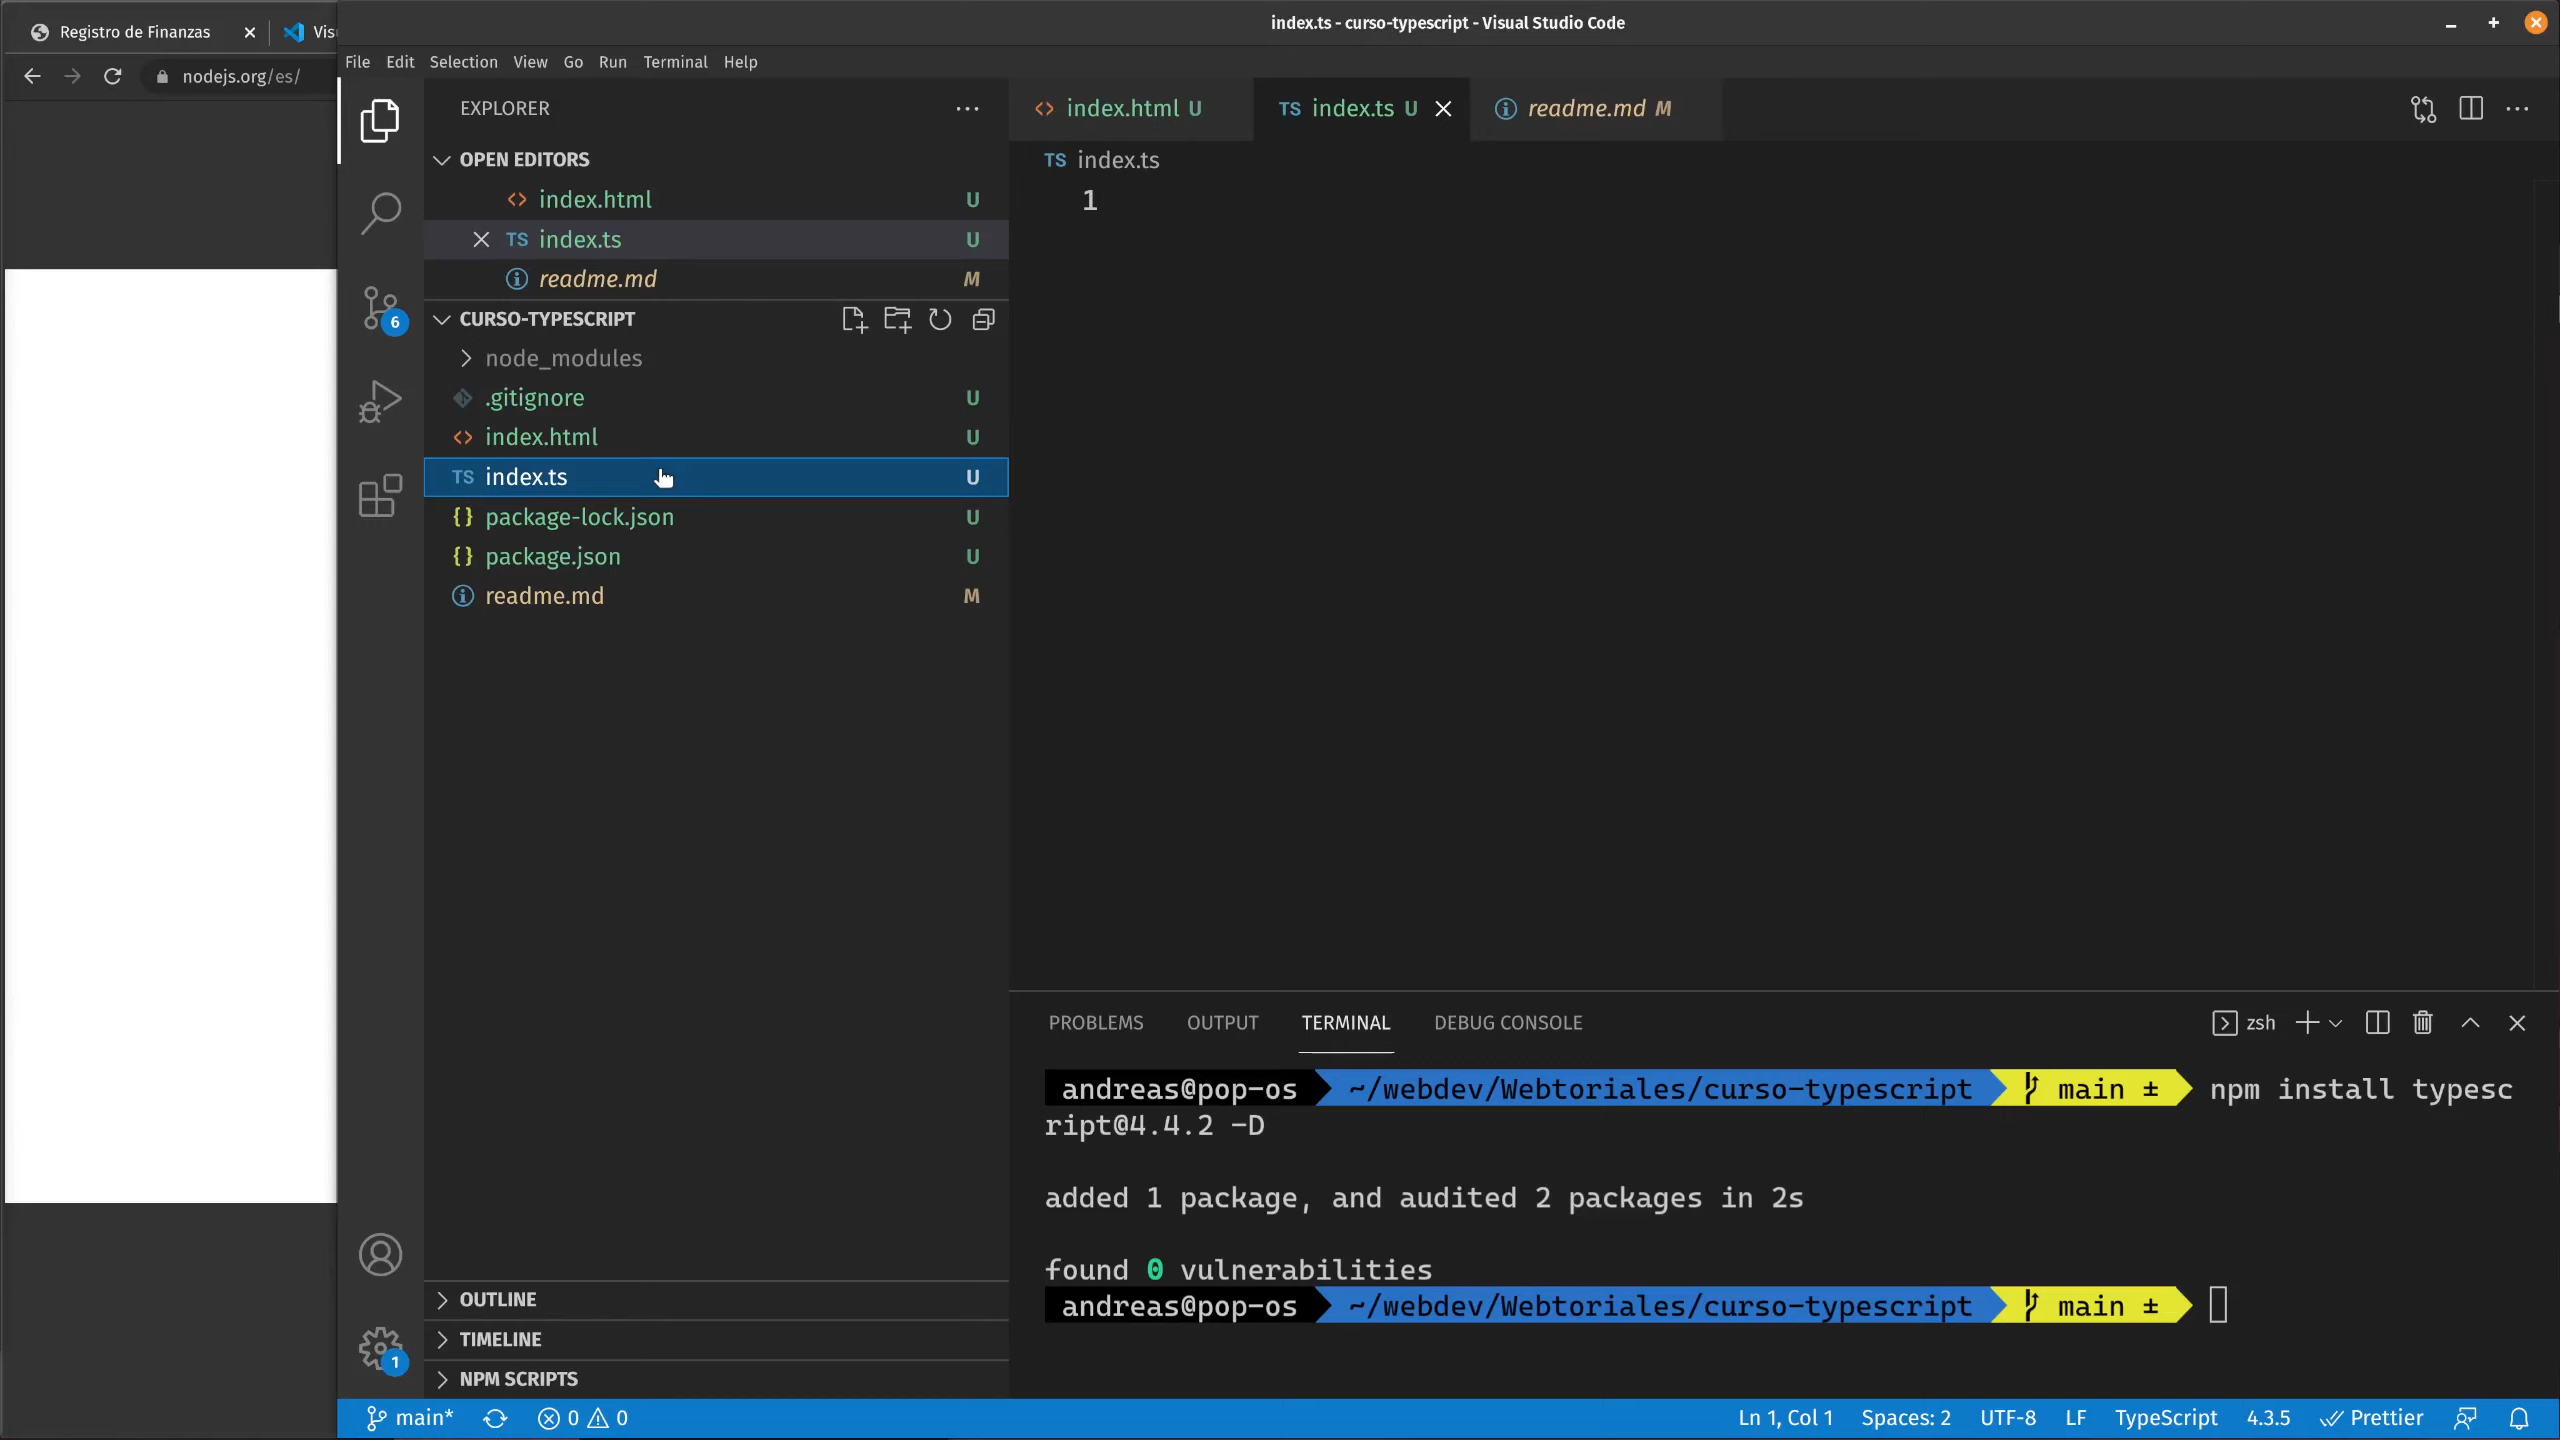 Registro de Finanzas
Vis
index.ts - curso-typescript - Visual Studio Code
nodejs.org/es/
File Edit Selection View Go Run Terminal Help
EXPLORER
OPEN EDITORS
index.html U
TS index.ts U
readme.md M
CURSO-TYPESCRIPT
node_modules
.gitignore U
index.html U
TS index.ts U
{} package-lock.json U
{} package.json U
readme.md M
OUTLINE
TIMELINE
NPM SCRIPTS
6
1
index.html U
TS index.ts U
readme.md M
TS index.ts
1
PROBLEMS OUTPUT TERMINAL DEBUG CONSOLE
zsh
andreas@pop-os ~/webdev/Webtoriales/curso-typescript main ± npm install typesc
ript@4.4.2 -D
added 1 package, and audited 2 packages in 2s
found 0 vulnerabilities
andreas@pop-os ~/webdev/Webtoriales/curso-typescript main ±
main* 0 0 Ln 1, Col 1 Spaces: 2 UTF-8 LF TypeScript 4.3.5 Prettier